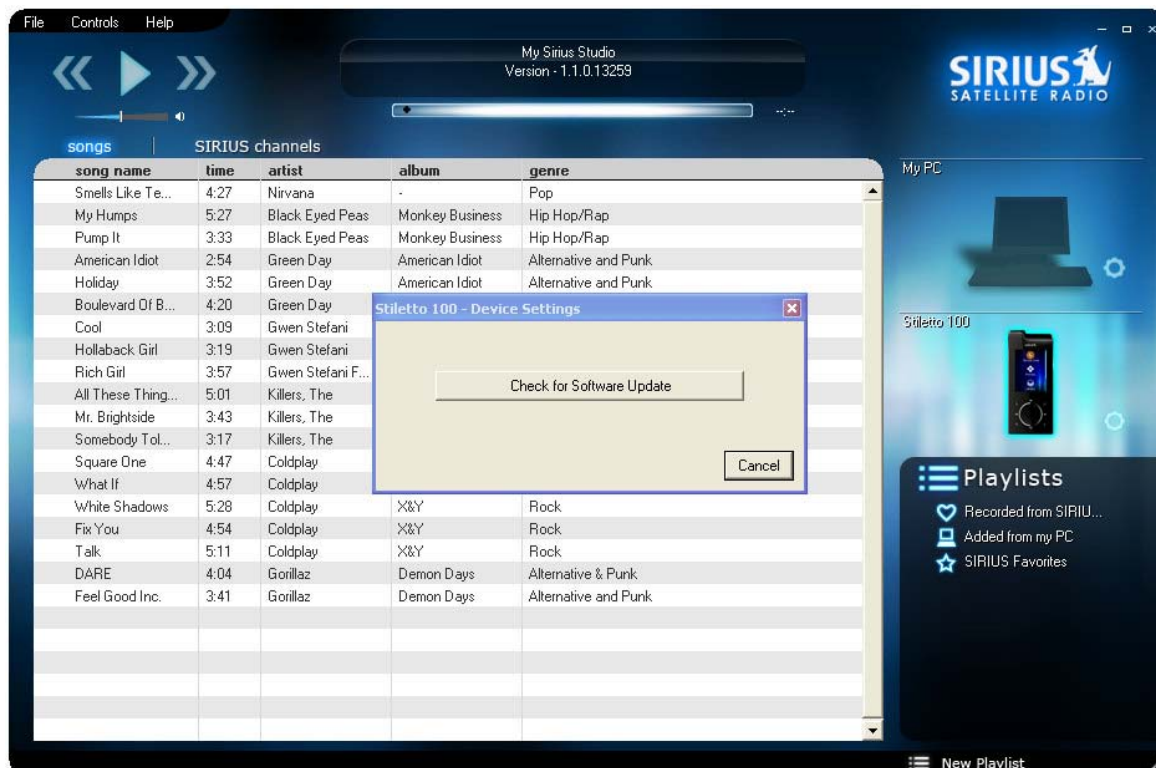 File Controls Help
My Sirius Studio
Version - 1.1.0.13259
SIRIUS
SATELLITE RADIO
--:--
songs | SIRIUS channels
song name time artist album genre
Smells Like Te... 4:27 Nirvana - Pop
My Humps 5:27 Black Eyed Peas Monkey Business Hip Hop/Rap
Pump It 3:33 Black Eyed Peas Monkey Business Hip Hop/Rap
American Idiot 2:54 Green Day American Idiot Alternative and Punk
Holiday 3:52 Green Day American Idiot Alternative and Punk
Boulevard Of B... 4:20 Green Day
Cool 3:09 Gwen Stefani
Hollaback Girl 3:19 Gwen Stefani
Rich Girl 3:57 Gwen Stefani F...
All These Thing... 5:01 Killers, The
Mr. Brightside 3:43 Killers, The
Somebody Tol... 3:17 Killers, The
Square One 4:47 Coldplay
What If 4:57 Coldplay
White Shadows 5:28 Coldplay X&Y Rock
Fix You 4:54 Coldplay X&Y Rock
Talk 5:11 Coldplay X&Y Rock
DARE 4:04 Gorillaz Demon Days Alternative & Punk
Feel Good Inc. 3:41 Gorillaz Demon Days Alternative and Punk
Stiletto 100 - Device Settings
Check for Software Update
Cancel
My PC
Stiletto 100
Playlists
Recorded from SIRIU...
Added from my PC
SIRIUS Favorites
New Playlist